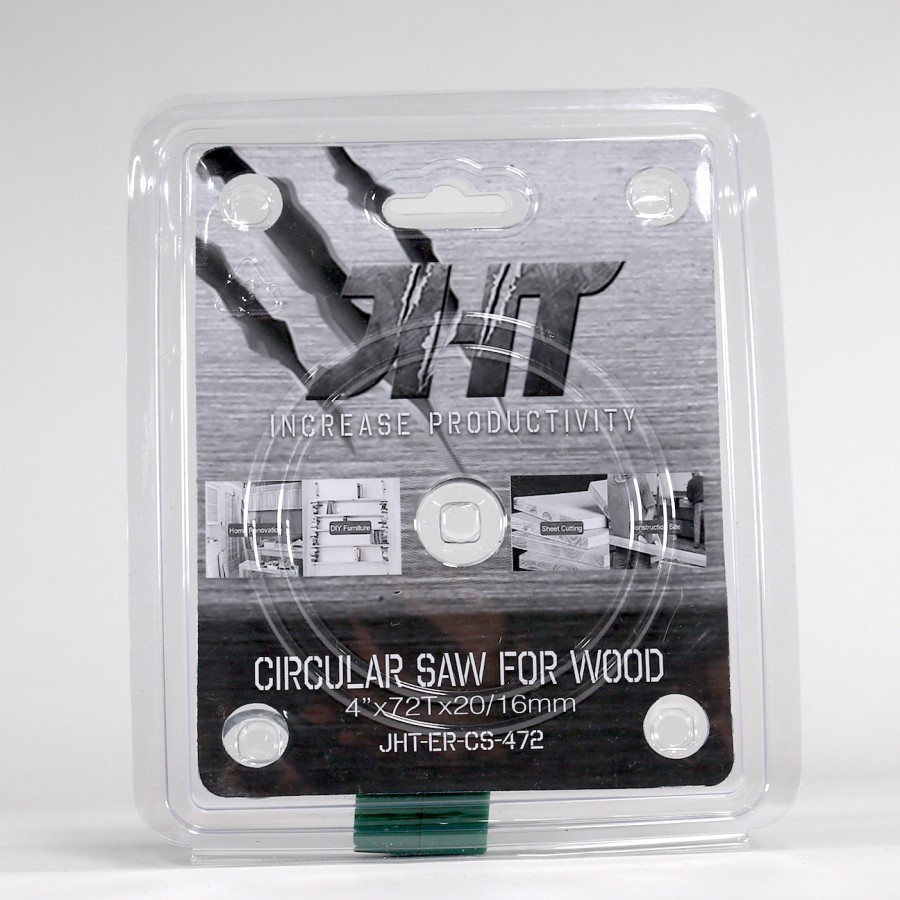 JHT
INCREASE PRODUCTIVITY
Home Renovation
DIY Furniture
Sheet Cutting
Construction Site
CIRCULAR SAW FOR WOOD
4"x72Tx20/16mm
JHT-ER-CS-472